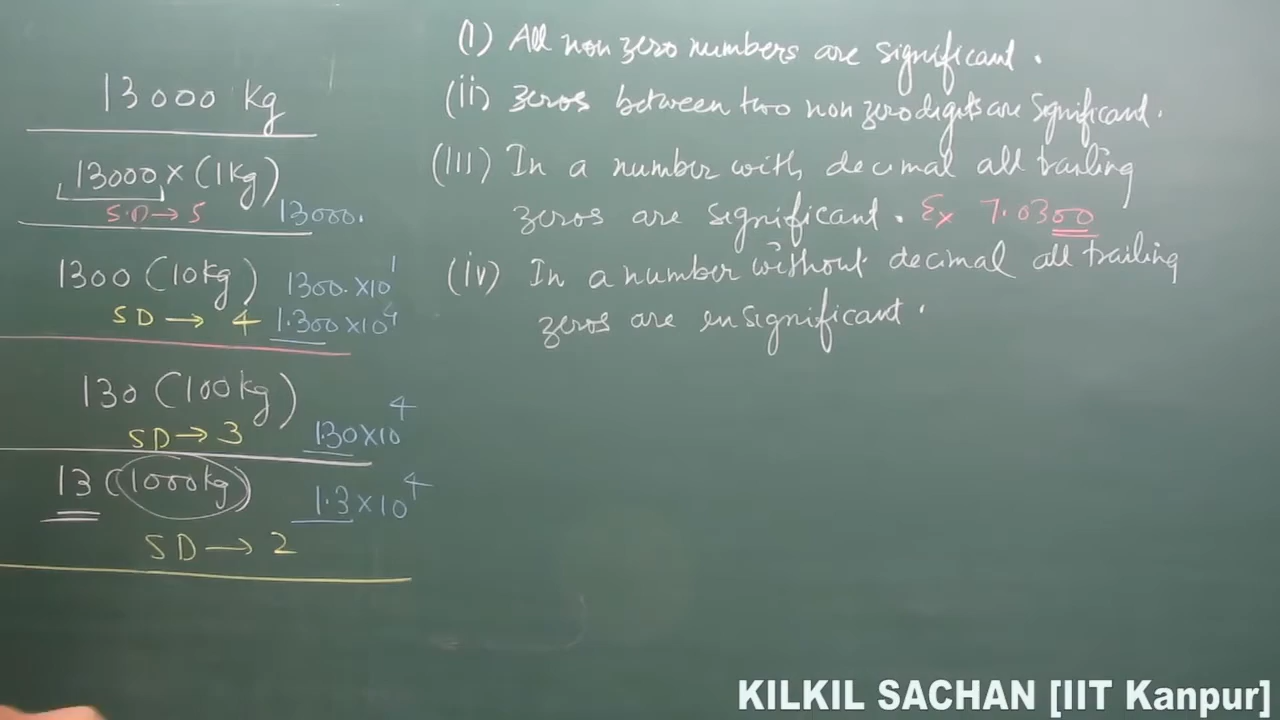 13000 kg
13000 × (1kg)
S.D → 5 13000.
1300 (10kg) 1300. × 10¹
SD → 4 1.300 × 10⁴
130 (100kg)
SD → 3 1.30 × 10⁴
13 (1000kg) 1.3 × 10⁴
SD → 2
(i) All non zero numbers are significant.
(ii) zeros between two non zero digits are significant.
(III) In a number with decimal all trailing
zeros are significant. Ex 7.0300
(iv) In a number without decimal all trailing
zeros are ensignificant.
KILKIL SACHAN [IIT Kanpur]